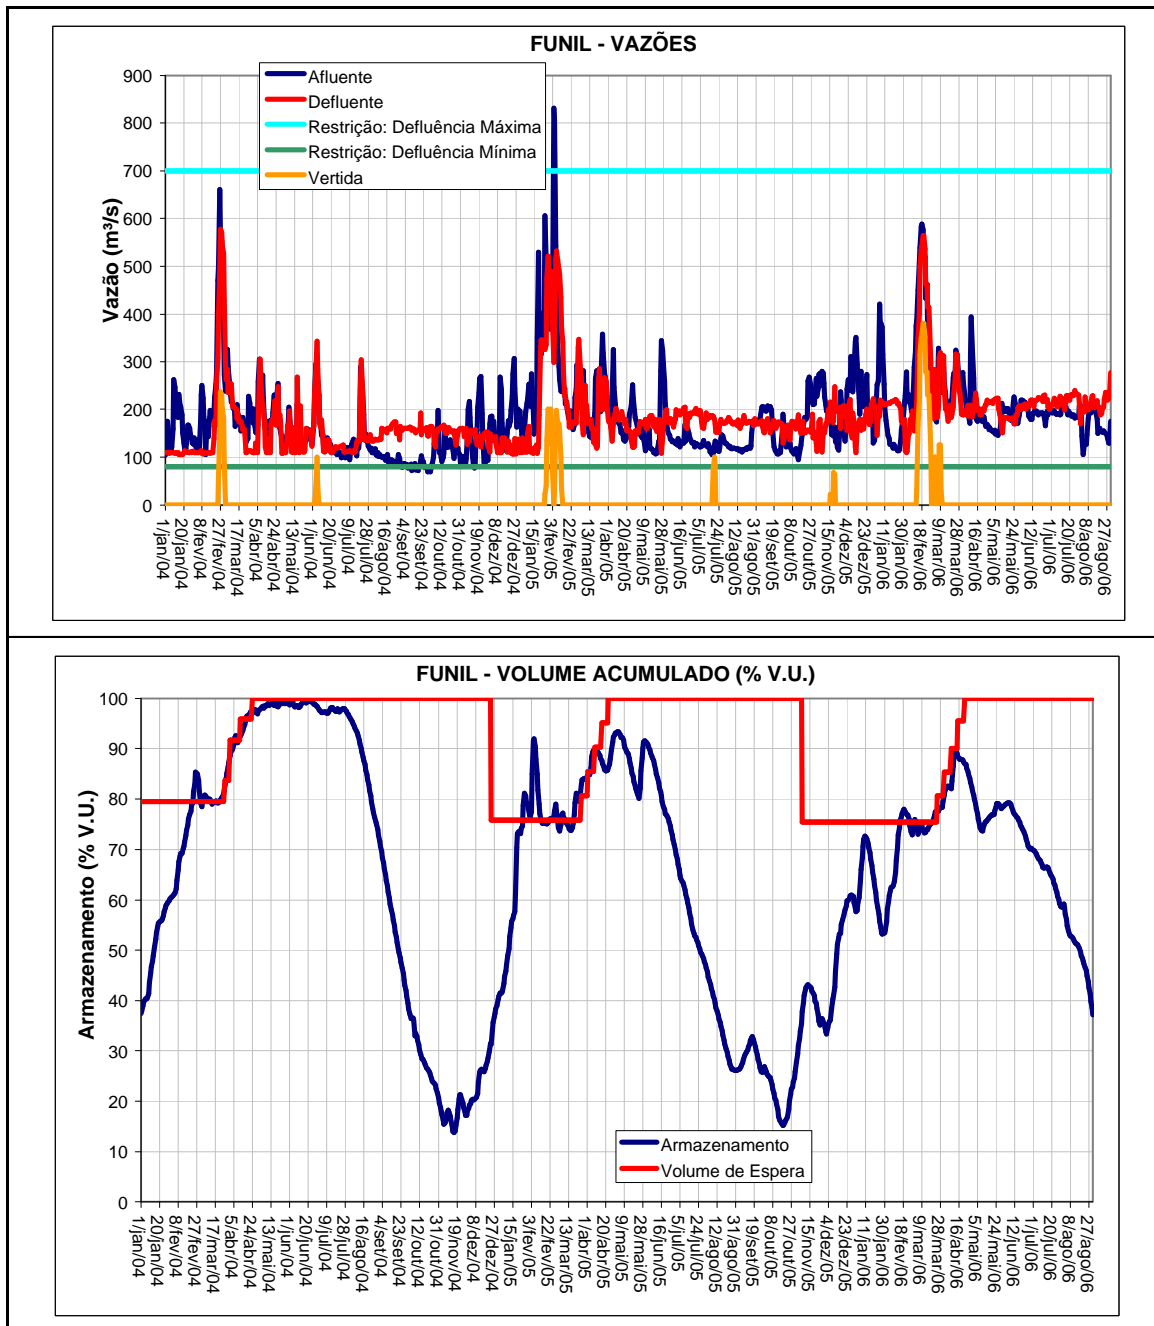 FUNIL - VAZÕES
Afluente
Defluente
Restrição: Defluência Máxima
Restrição: Defluência Mínima
Vertida
Vazão (m³/s)
900
800
700
600
500
400
300
200
100
0
1/jan/04
20/jan/04
8/fev/04
27/fev/04
17/mar/04
5/abr/04
24/abr/04
13/mai/04
1/jun/04
20/jun/04
9/jul/04
28/jul/04
16/ago/04
4/set/04
23/set/04
12/out/04
31/out/04
19/nov/04
8/dez/04
27/dez/04
15/jan/05
3/fev/05
22/fev/05
13/mar/05
1/abr/05
20/abr/05
9/mai/05
28/mai/05
16/jun/05
5/jul/05
24/jul/05
12/ago/05
31/ago/05
19/set/05
8/out/05
27/out/05
15/nov/05
4/dez/05
23/dez/05
11/jan/06
30/jan/06
18/fev/06
9/mar/06
28/mar/06
16/abr/06
5/mai/06
24/mai/06
12/jun/06
1/jul/06
20/jul/06
8/ago/06
27/ago/06
FUNIL - VOLUME ACUMULADO (% V.U.)
Armazenamento (% V.U.)
100
90
80
70
60
50
40
30
20
10
0
Armazenamento
Volume de Espera
1/jan/04
20/jan/04
8/fev/04
27/fev/04
17/mar/04
5/abr/04
24/abr/04
13/mai/04
1/jun/04
20/jun/04
9/jul/04
28/jul/04
16/ago/04
4/set/04
23/set/04
12/out/04
31/out/04
19/nov/04
8/dez/04
27/dez/04
15/jan/05
3/fev/05
22/fev/05
13/mar/05
1/abr/05
20/abr/05
9/mai/05
28/mai/05
16/jun/05
5/jul/05
24/jul/05
12/ago/05
31/ago/05
19/set/05
8/out/05
27/out/05
15/nov/05
4/dez/05
23/dez/05
11/jan/06
30/jan/06
18/fev/06
9/mar/06
28/mar/06
16/abr/06
5/mai/06
24/mai/06
12/jun/06
1/jul/06
20/jul/06
8/ago/06
27/ago/06